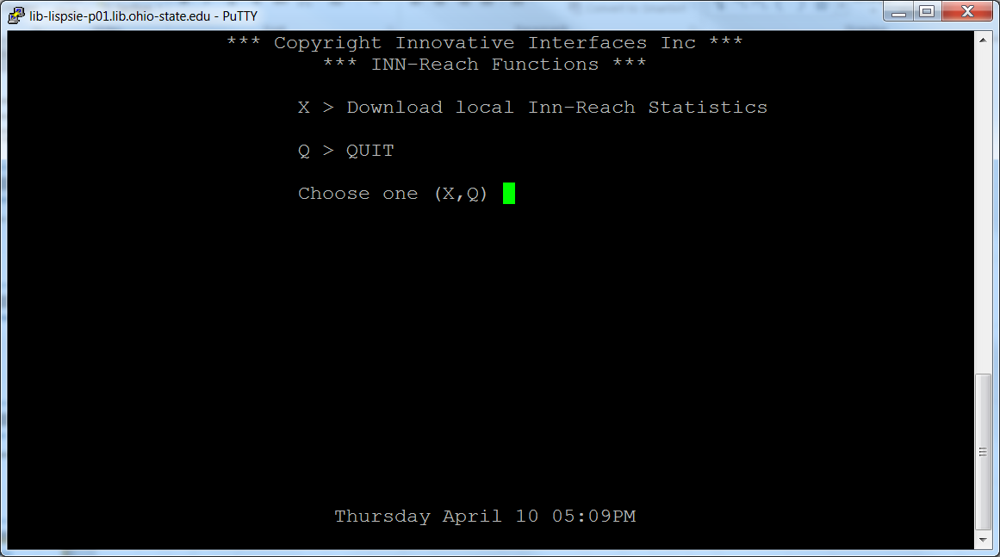 lib-lispsie-p01.lib.ohio-state.edu - PuTTY
*** Copyright Innovative Interfaces Inc ***
*** INN-Reach Functions ***
X > Download local Inn-Reach Statistics
Q > QUIT
Choose one (X,Q)
Thursday April 10 05:09PM